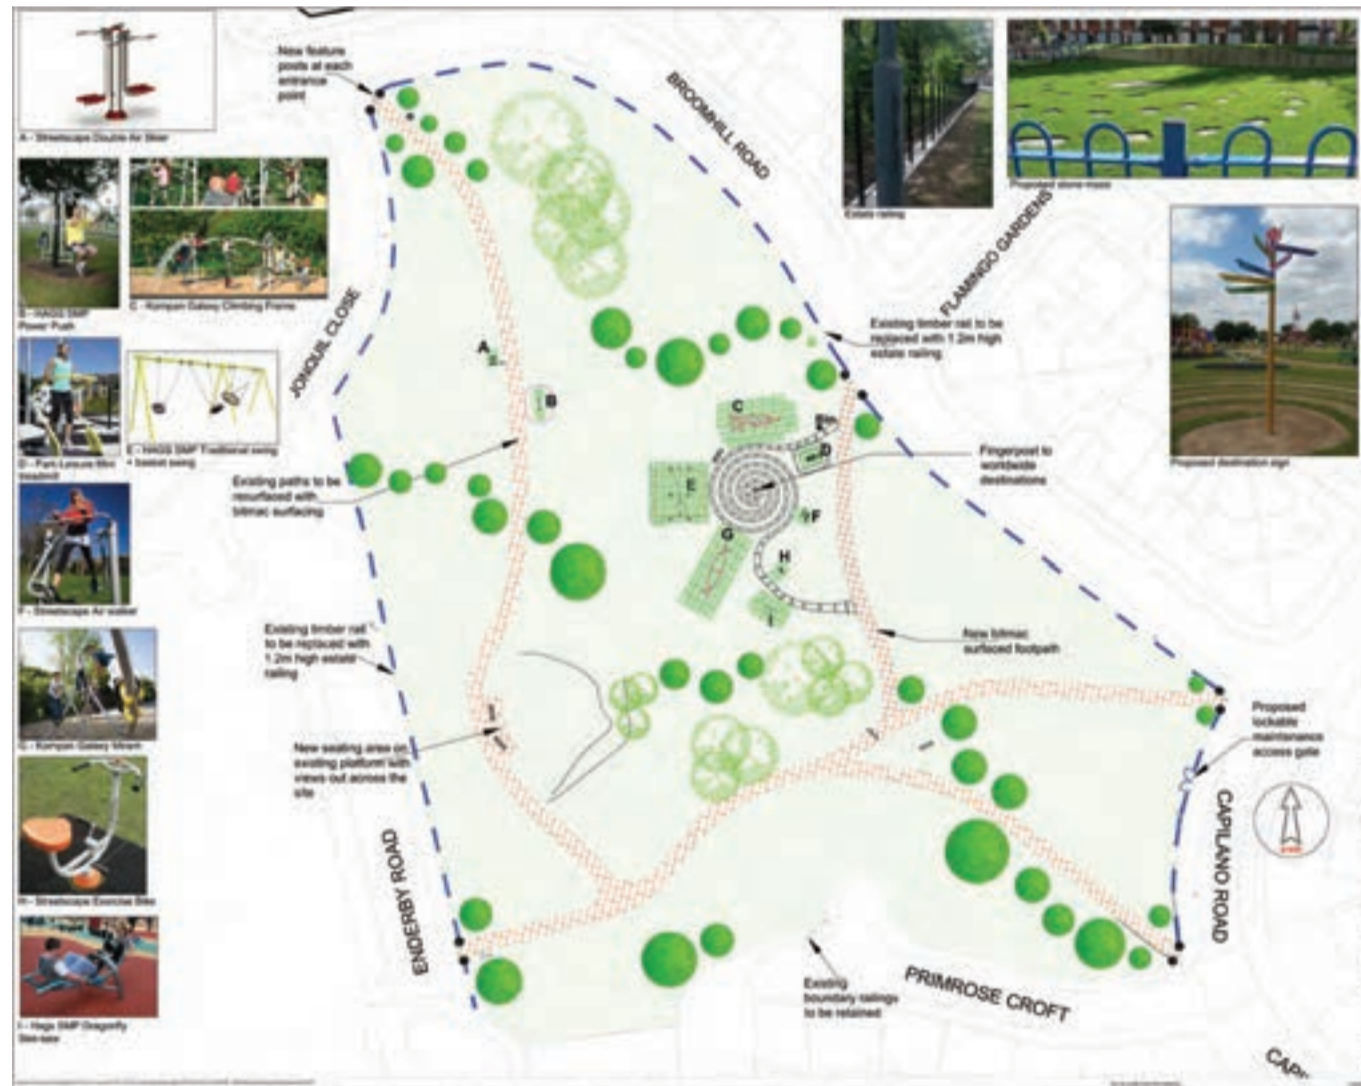 New feature
posts at each
entrance
point
BROOMHILL ROAD
Estate railing
Proposed stone maze
A - Streetscape Double Air Skier
FLAMINGO GARDENS
B - HAGS SMP
Power Push
C - Kompan Galaxy Climbing Frame
JONQUIL CLOSE
Existing timber rail to be
replaced with 1.2m high
estate railing
A
B
C
D
E
F
G
H
I
D - Park Leisure Mini
treadmill
E - HAGS SMP Traditional swing
+ basket swing
Proposed destination sign
Existing paths to be
resurfaced with
bitmac surfacing
Fingerpost to
worldwide
destinations
F - Streetscape Air walker
Existing timber rail
to be replaced with
1.2m high estate
railing
New bitmac
surfaced footpath
G - Kompan Galaxy
New seating area on
existing platform with
views out across the
site
Proposed
lockable
maintenance
access gate
CAPILANO ROAD
ENDERBY ROAD
H - Streetscape Exercise Bike
Existing
boundary railings
to be retained
PRIMROSE CROFT
I - Hags SMP Dragonfly